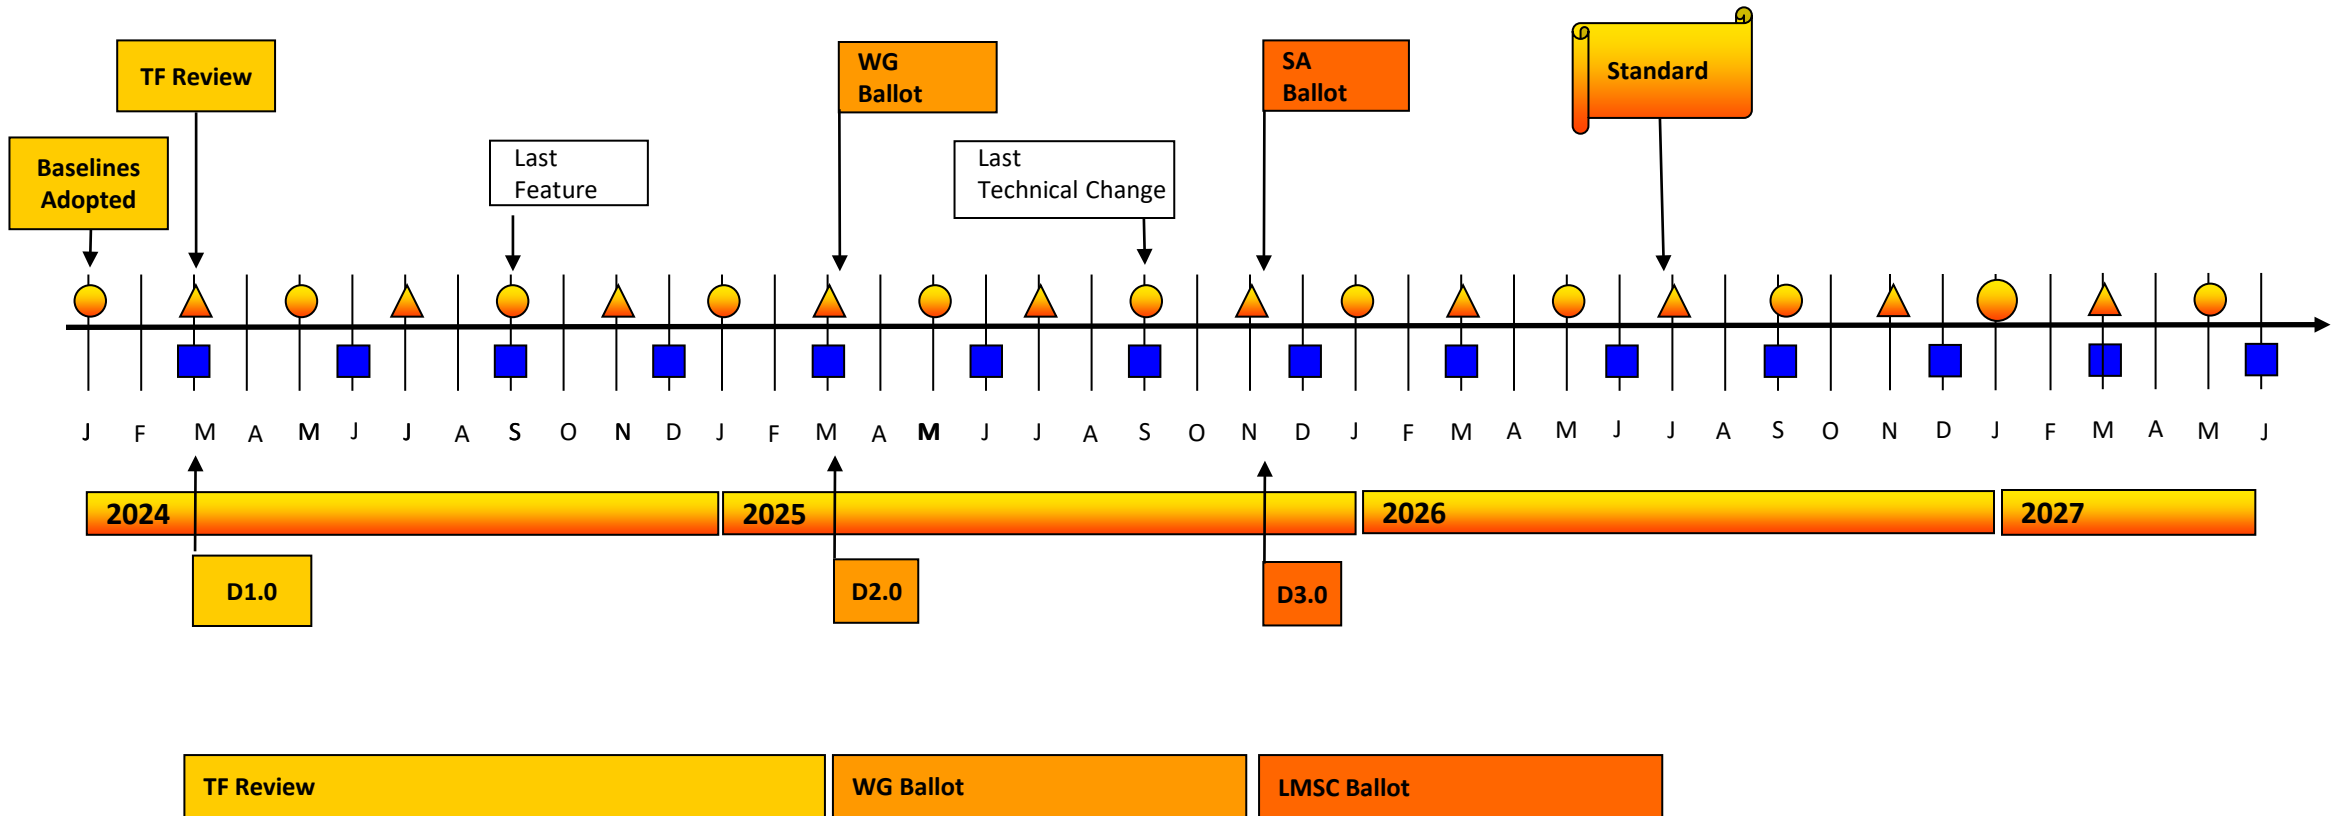 TF Review
WG
Ballot
SA
Ballot
Standard
Baselines
Adopted
Last
Feature
Last
Technical Change
J F M A M J J A S O N D J F M A M J J A S O N D J F M A M J J A S O N D J F M A M J
2024 2025 2026 2027
D1.0 D2.0 D3.0
TF Review WG Ballot LMSC Ballot